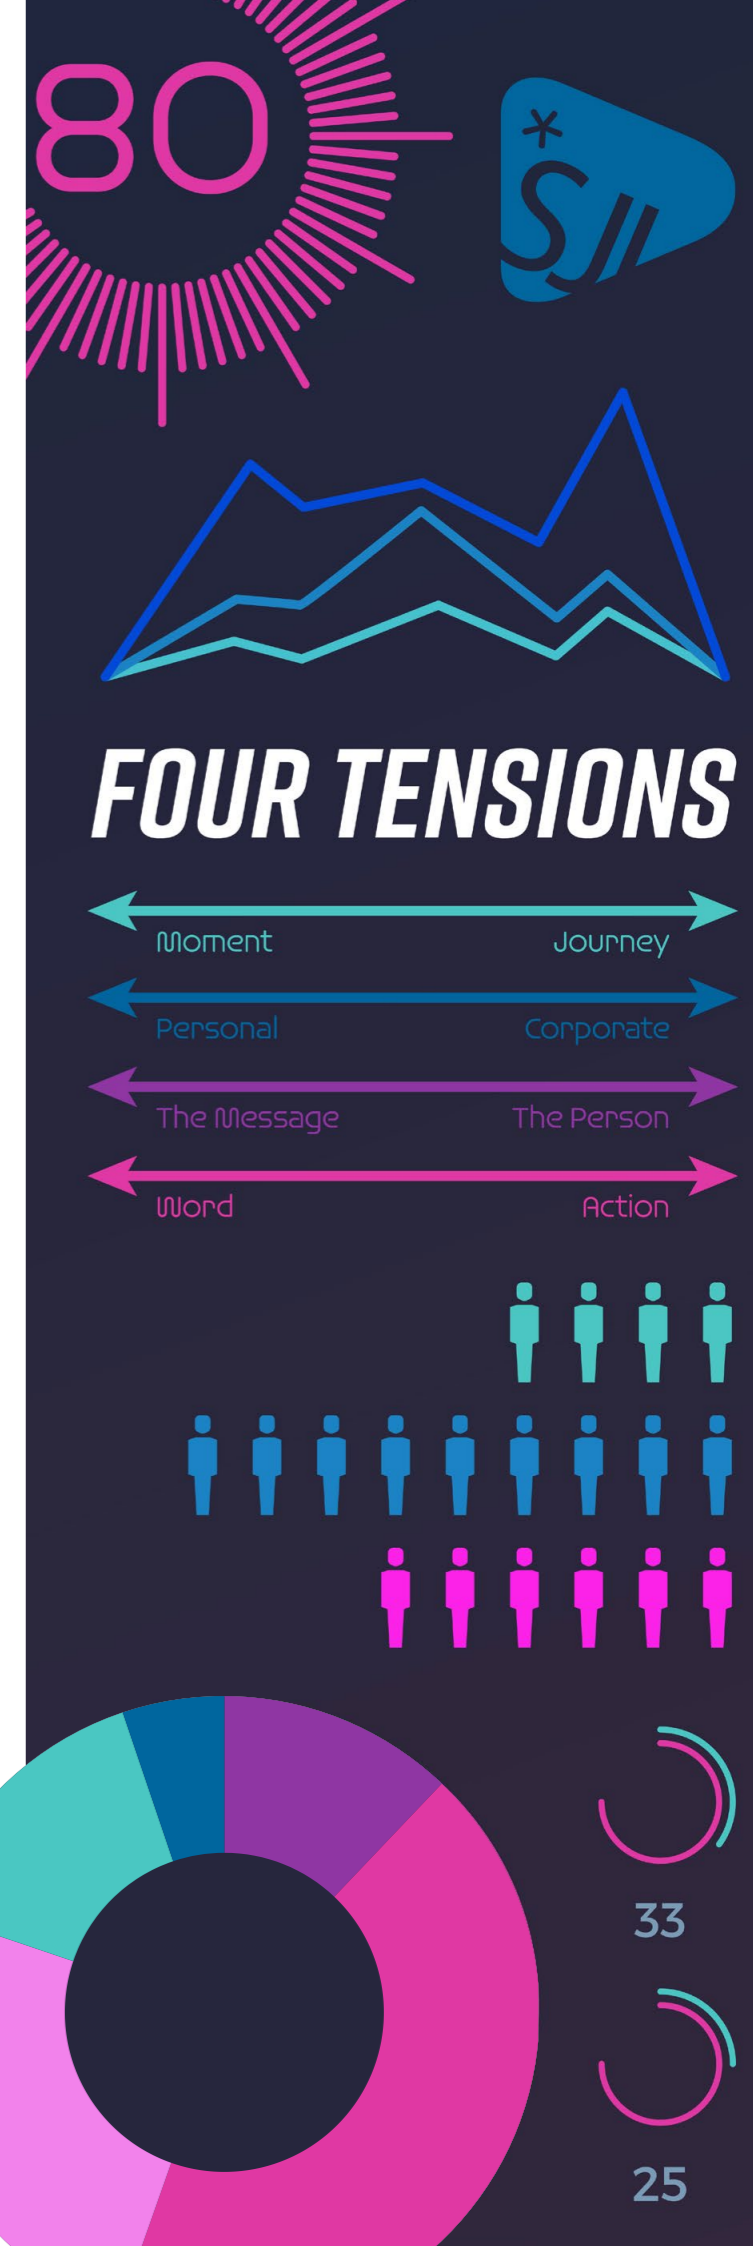 80
*SJ
FOUR TENSIONS
Moment Journey
Personal Corporate
The Message The Person
Word Action
33
25